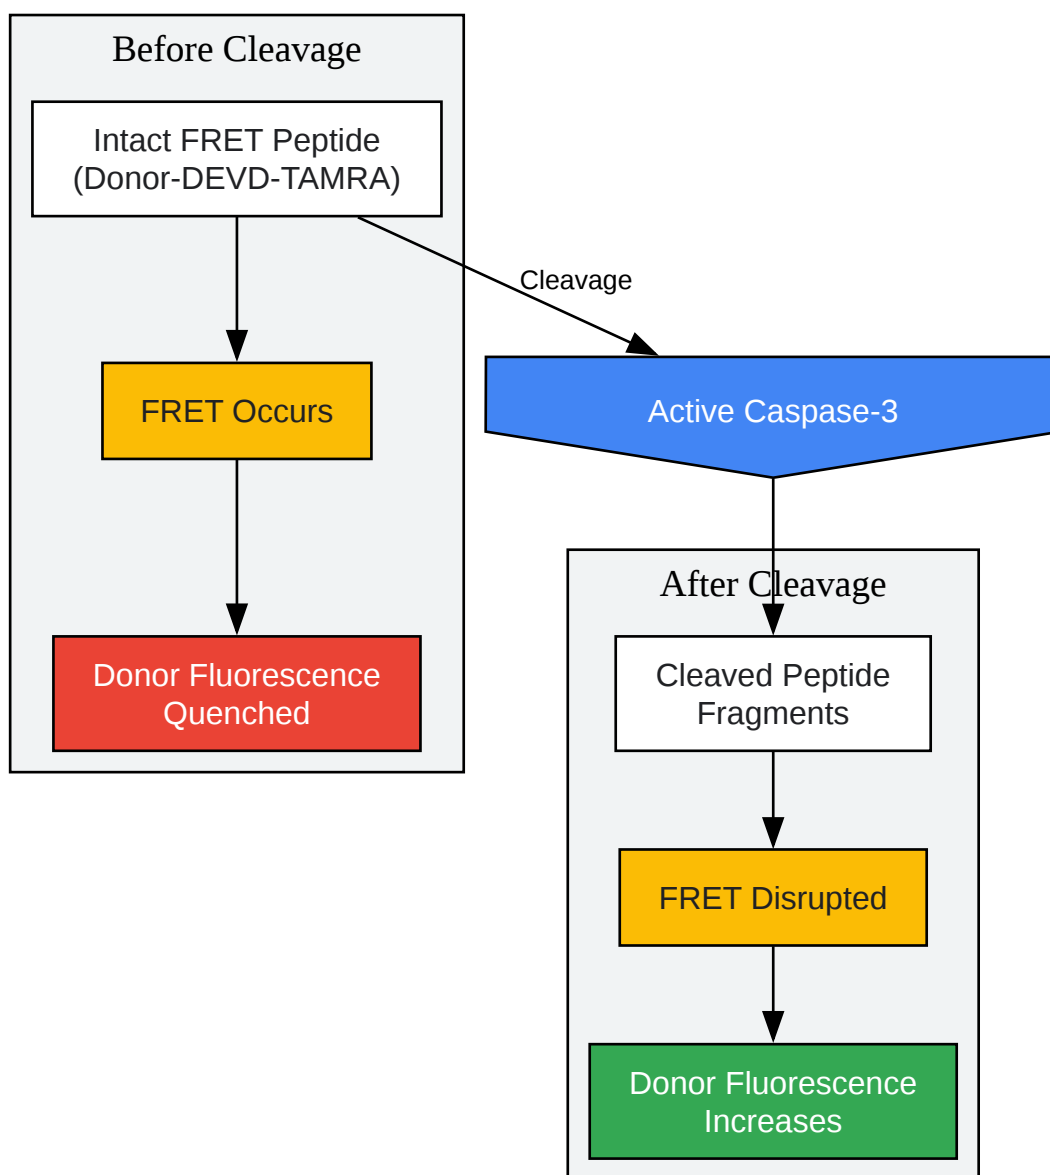 Before Cleavage
Intact FRET Peptide
(Donor-DEVD-TAMRA)
Cleavage
FRET Occurs
Active Caspase-3
Donor Fluorescence
Quenched
After Cleavage
Cleaved Peptide
Fragments
FRET Disrupted
Donor Fluorescence
Increases